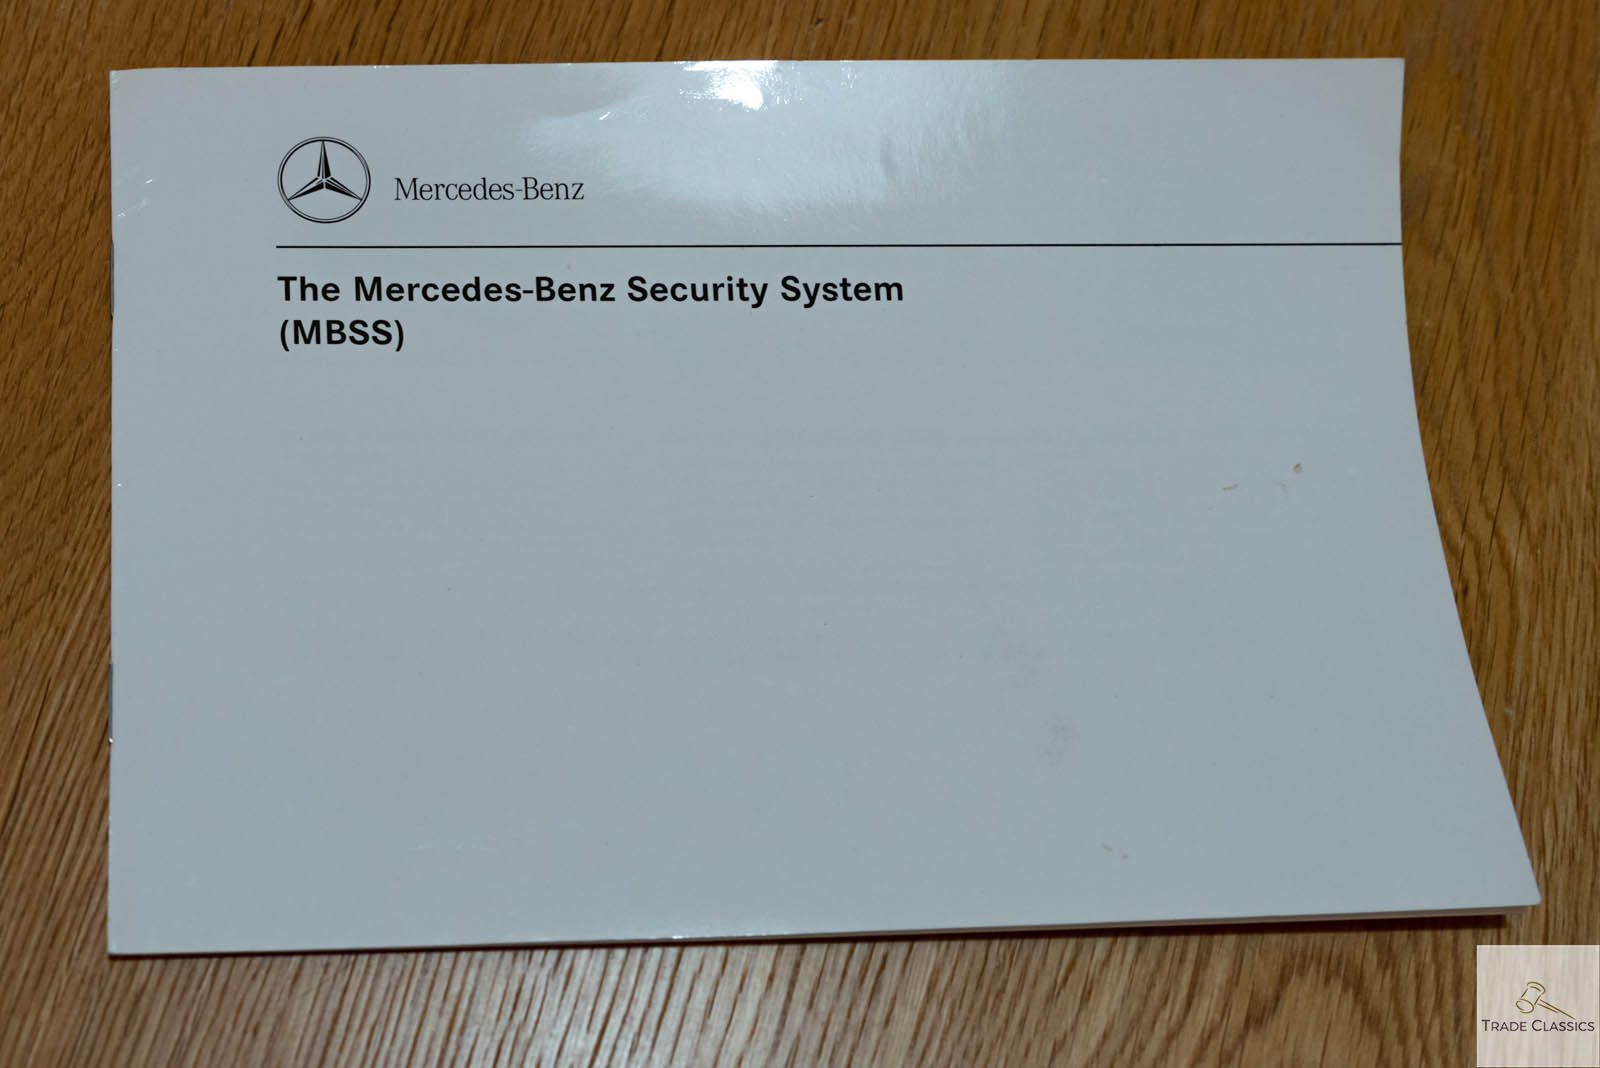 Mercedes-Benz
The Mercedes-Benz Security System
(MBSS)
TRADE CLASSICS